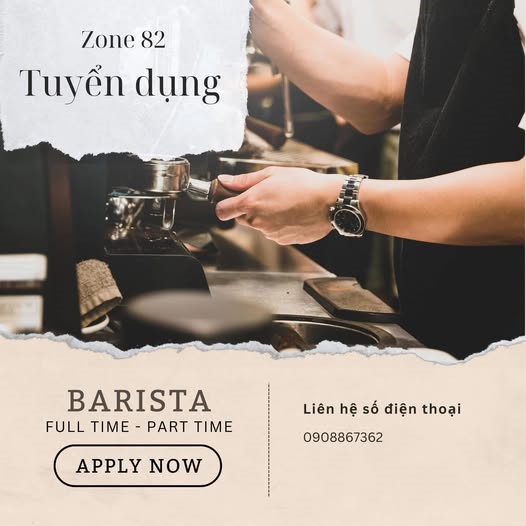 Zone 82
Tuyển dụng
BARISTA
FULL TIME - PART TIME
APPLY NOW
Liên hệ số điện thoại
0908867362